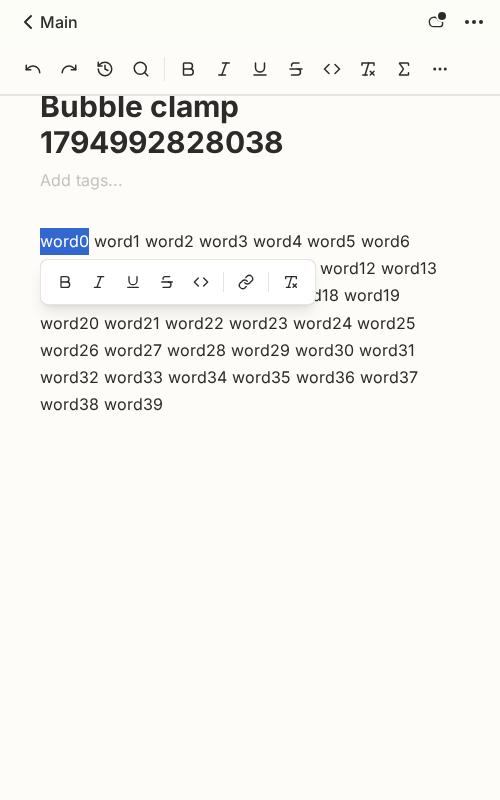 Main
Bubble clamp
1794992828038
Add tags...
word0 word1 word2 word3 word4 word5 word6
word12 word13
word19
word20 word21 word22 word23 word24 word25
word26 word27 word28 word29 word30 word31
word32 word33 word34 word35 word36 word37
word38 word39